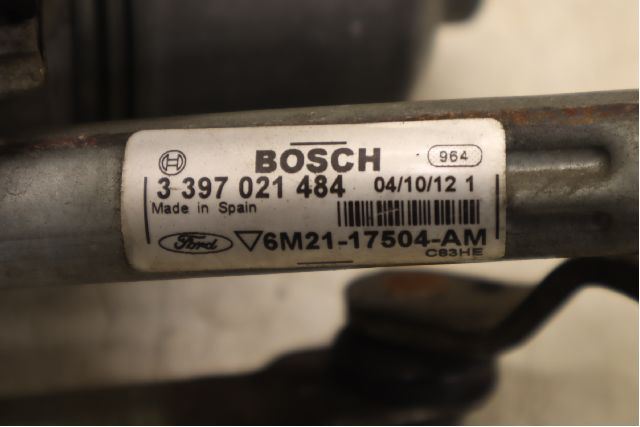 BOSCH 964
3 397 021 484 04/10/12 1
Made in Spain
Ford 6M21-17504-AM
C83HE